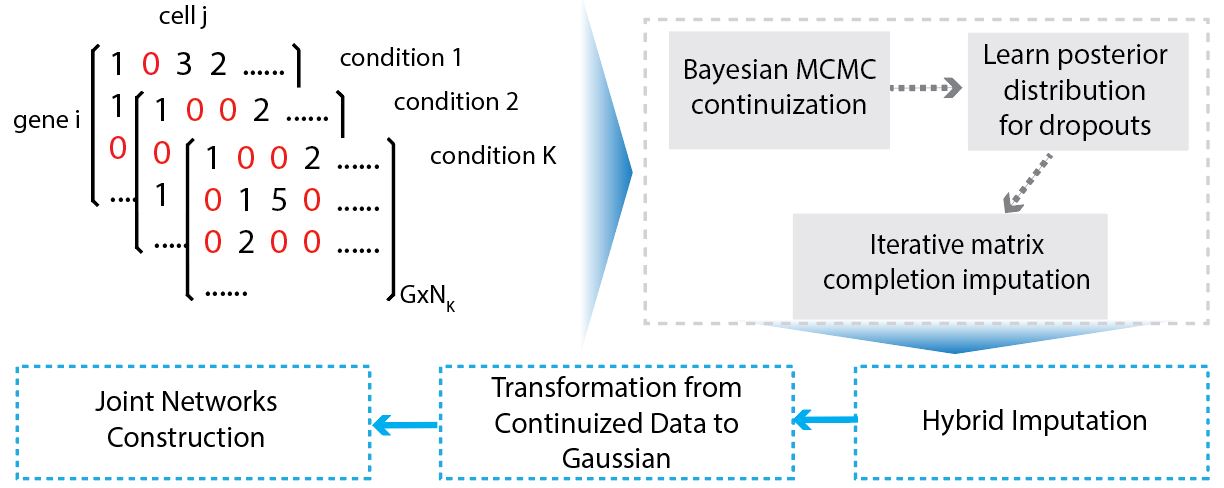 cell j
1 0 3 2 ......
condition 1
gene i
1
1 0 0 2 ......
condition 2
0
0
1 0 0 2 ......
condition K
....
1
0 1 5 0 ......
.....
0 2 0 0 ......
......
GxN_K
Bayesian MCMC
continuization
Learn posterior
distribution
for dropouts
Iterative matrix
completion imputation
Joint Networks
Construction
Transformation from
Continuized Data to
Gaussian
Hybrid Imputation